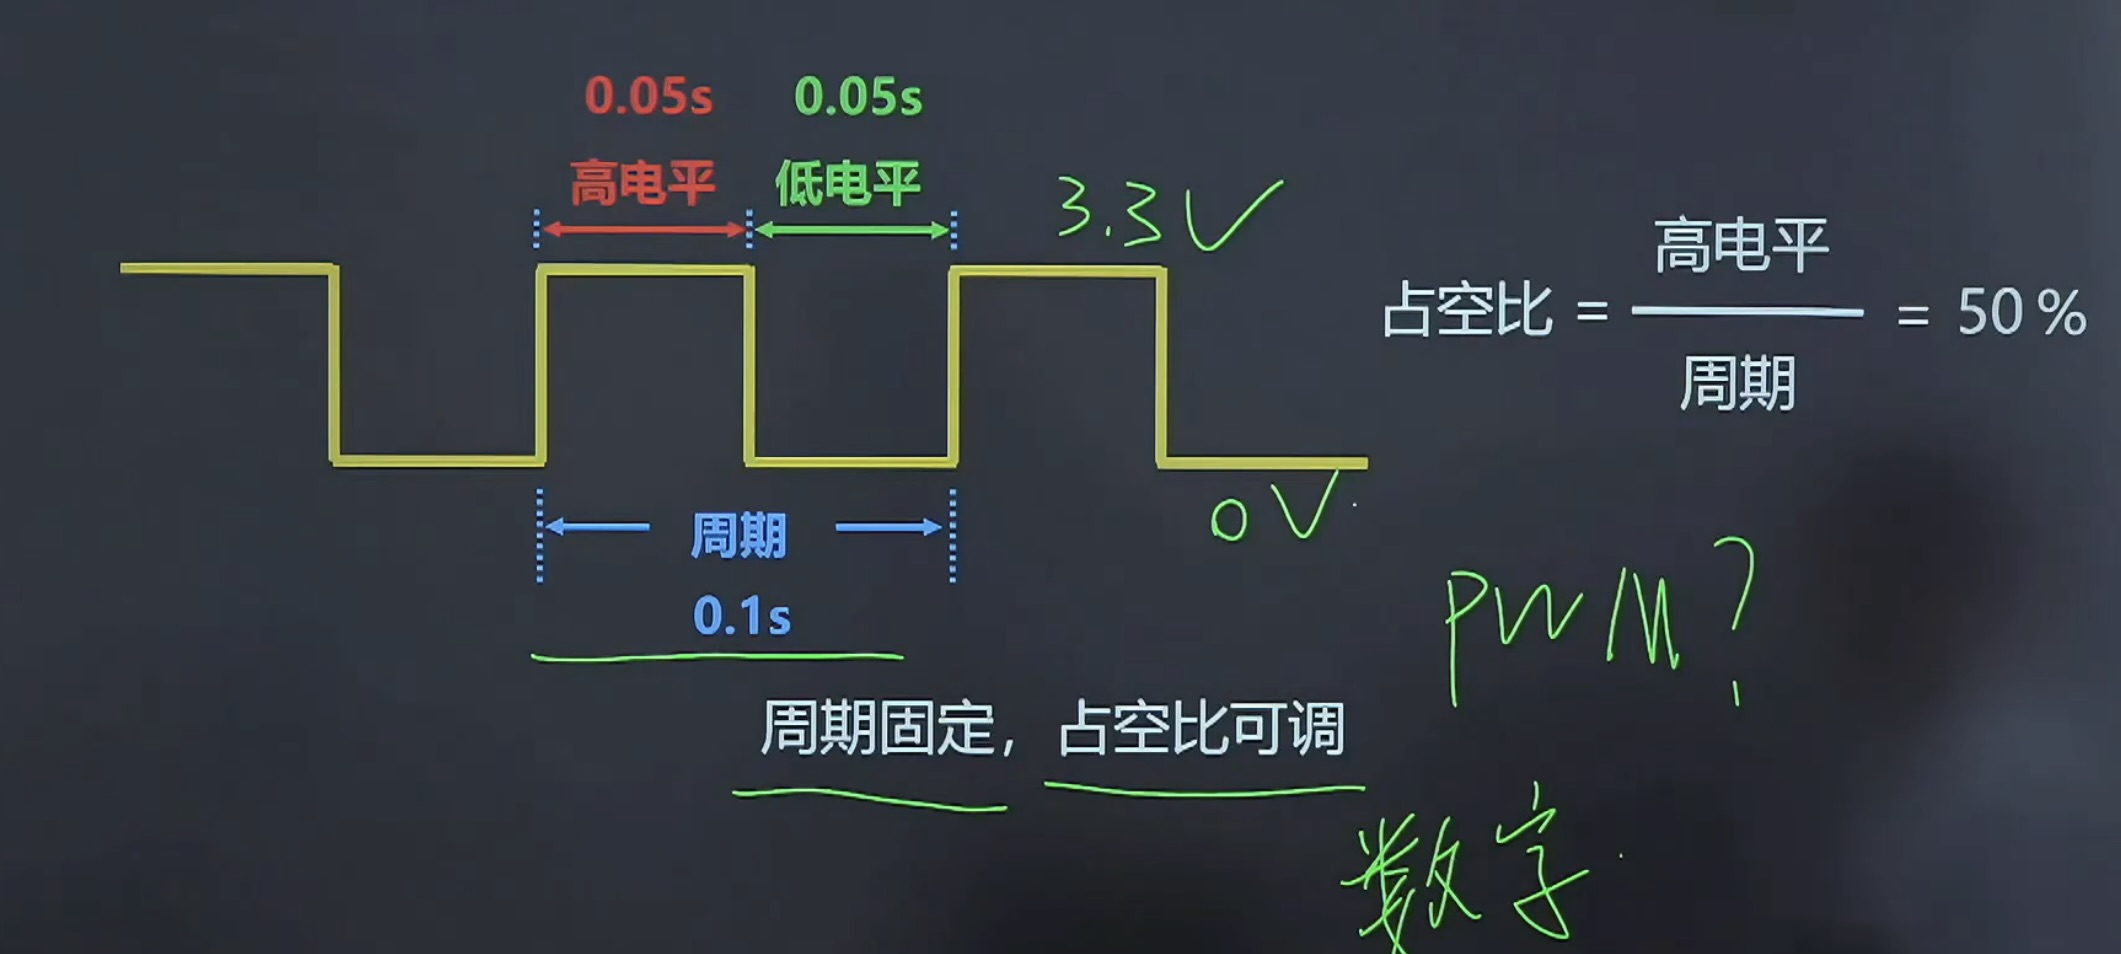 0.05s 0.05s
高电平 低电平
3.3V
占空比 = 高电平 / 周期 = 50%
0V
周期
0.1s
PWM?
周期固定，占空比可调
数字